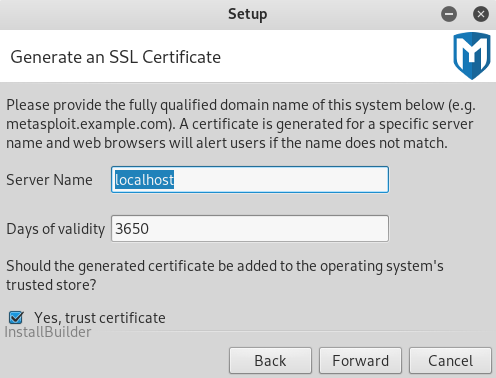 Setup
Generate an SSL Certificate
Please provide the fully qualified domain name of this system below (e.g.
metasploit.example.com). A certificate is generated for a specific server
name and web browsers will alert users if the name does not match.
Server Name localhost
Days of validity 3650
Should the generated certificate be added to the operating system's
trusted store?
Yes, trust certificate
InstallBuilder
Back Forward Cancel